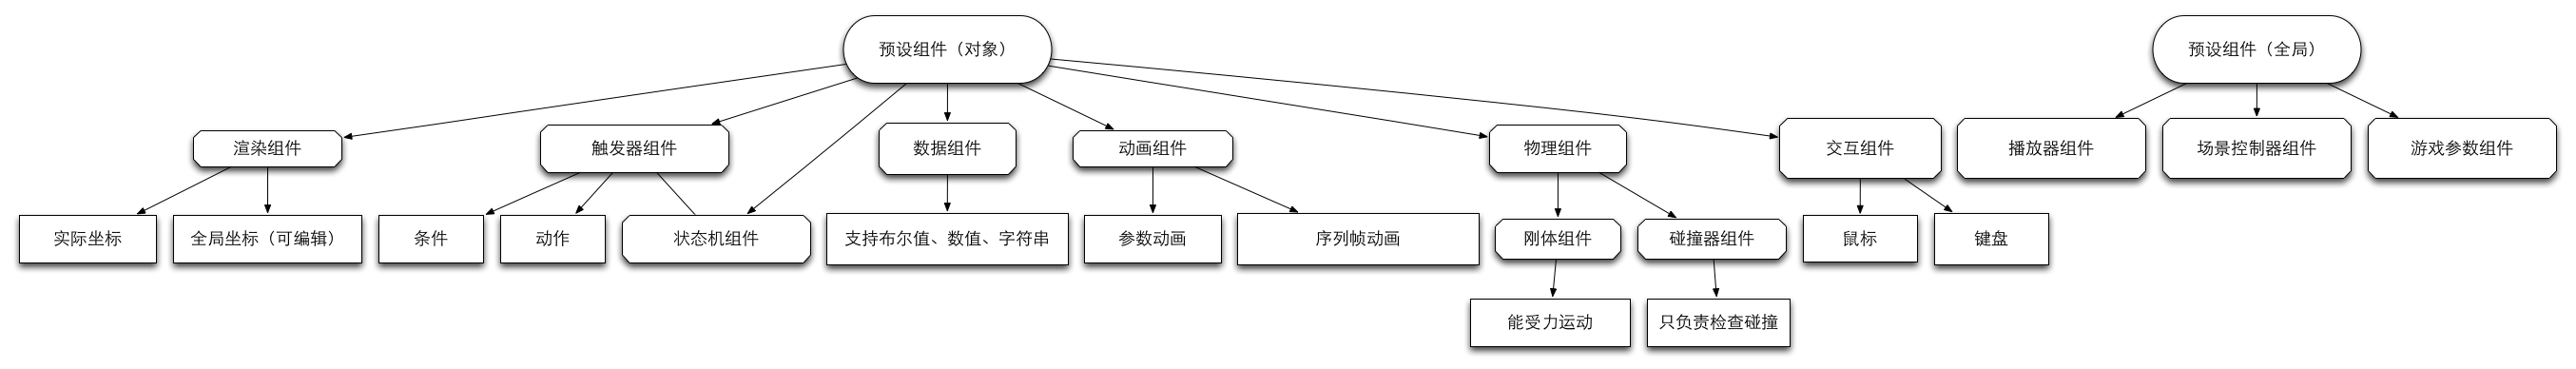 预设组件（对象）
预设组件（全局）
渲染组件
触发器组件
数据组件
动画组件
物理组件
交互组件
播放器组件
场景控制器组件
游戏参数组件
实际坐标
全局坐标（可编辑）
条件
动作
状态机组件
支持布尔值、数值、字符串
参数动画
序列帧动画
刚体组件
碰撞器组件
鼠标
键盘
能受力运动
只负责检查碰撞